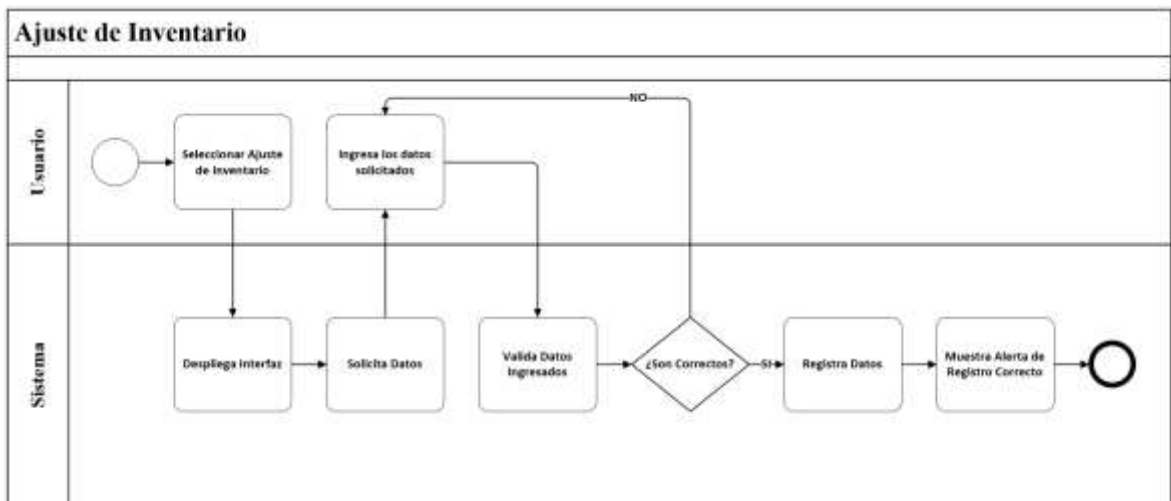 Ajuste de Inventario
Usuario
Seleccionar Ajuste
de Inventario
Ingresa los datos
solicitados
NO
Sistema
Despliega Interfaz
Solicita Datos
Valida Datos
Ingresados
¿Son Correctos?
SI
Registra Datos
Muestra Alerta de
Registro Correcto